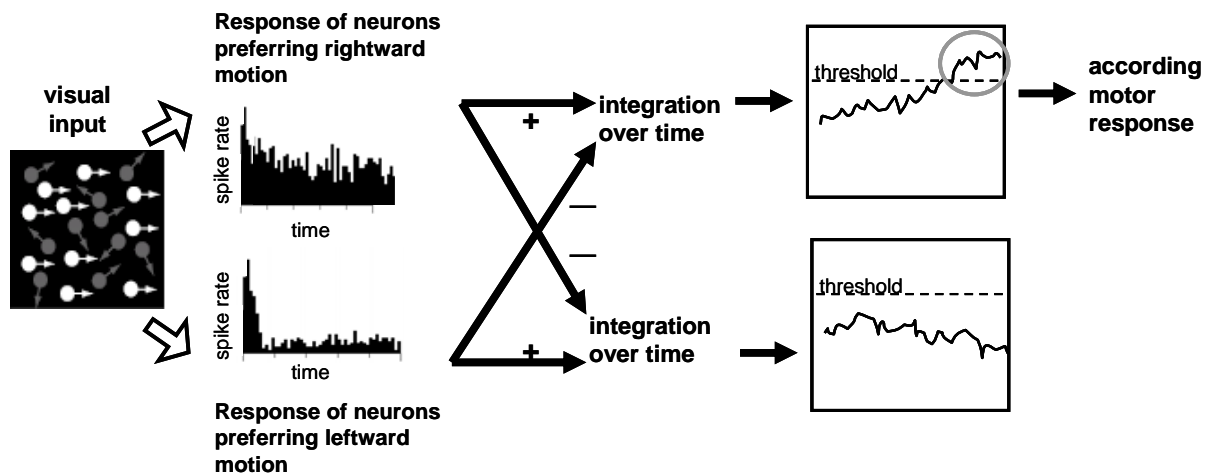 Response of neurons
preferring rightward
motion
visual
input
spike rate
time
spike rate
time
Response of neurons
preferring leftward
motion
+
integration
over time
—
—
+
integration
over time
threshold
threshold
according
motor
response